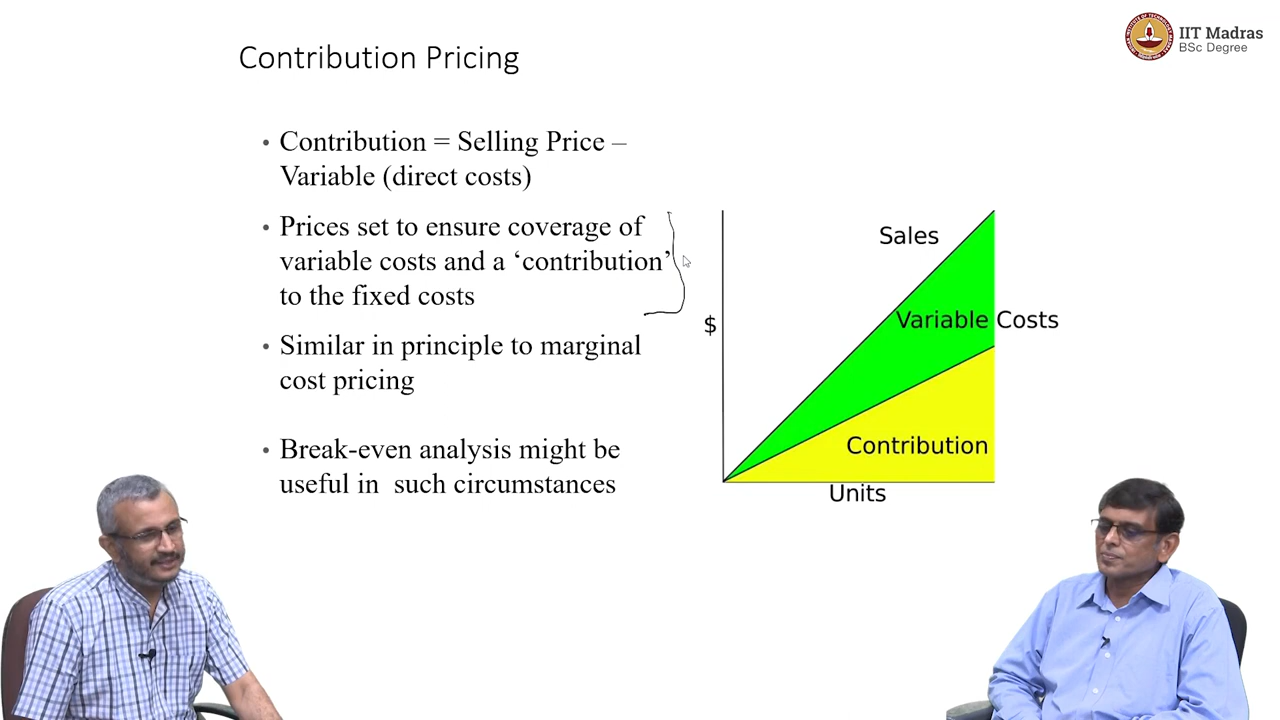 Contribution Pricing
IIT Madras
BSc Degree
• Contribution = Selling Price –
Variable (direct costs)
• Prices set to ensure coverage of
variable costs and a ‘contribution’
to the fixed costs
• Similar in principle to marginal
cost pricing
• Break-even analysis might be
useful in such circumstances
Sales
Variable Costs
$
Contribution
Units